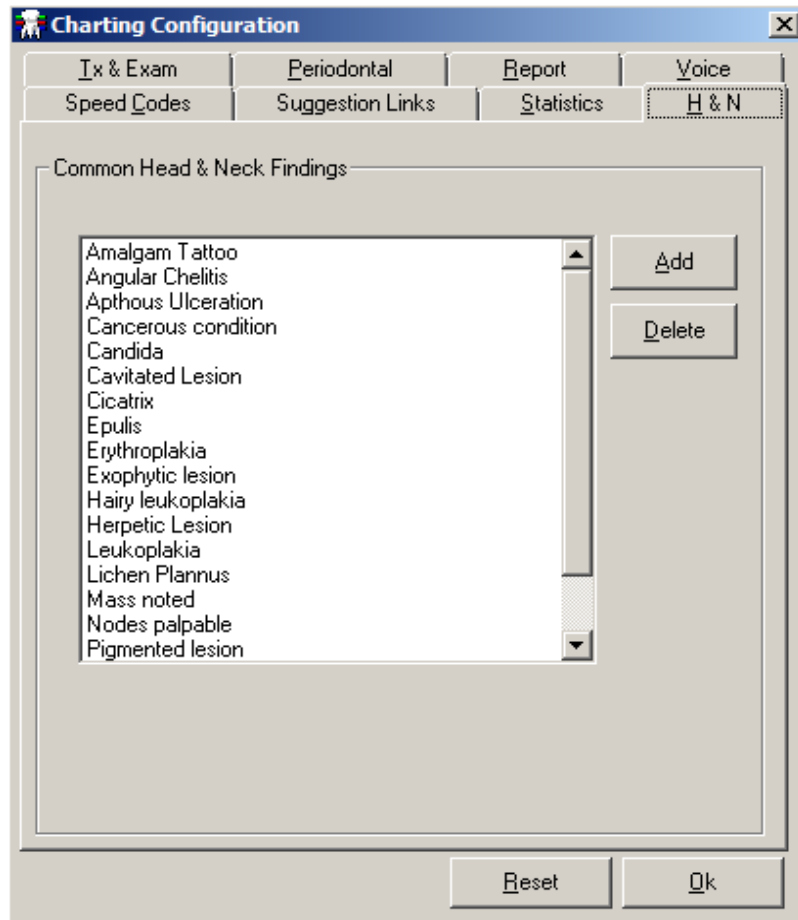 Charting Configuration
Tx & Exam Periodontal Report Voice
Speed Codes Suggestion Links Statistics H & N
Common Head & Neck Findings
Amalgam Tattoo
Angular Chelitis
Apthous Ulceration
Cancerous condition
Candida
Cavitated Lesion
Cicatrix
Epulis
Erythroplakia
Exophytic lesion
Hairy leukoplakia
Herpetic Lesion
Leukoplakia
Lichen Plannus
Mass noted
Nodes palpable
Pigmented lesion
Add
Delete
Reset Ok